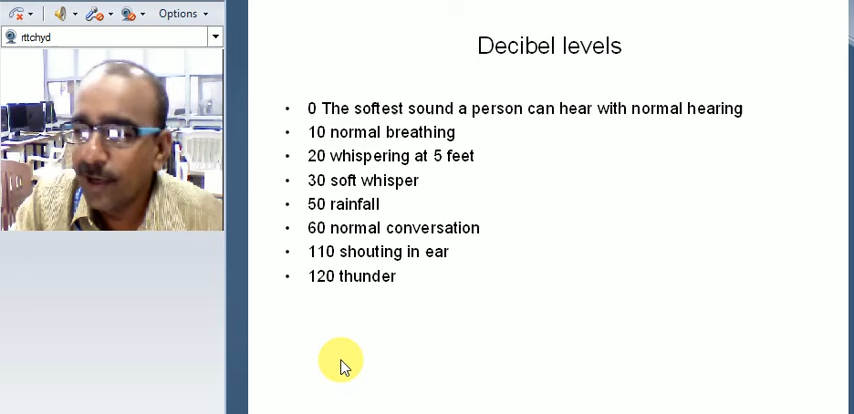 Options
rttchyd
Decibel levels
• 0 The softest sound a person can hear with normal hearing
• 10 normal breathing
• 20 whispering at 5 feet
• 30 soft whisper
• 50 rainfall
• 60 normal conversation
• 110 shouting in ear
• 120 thunder